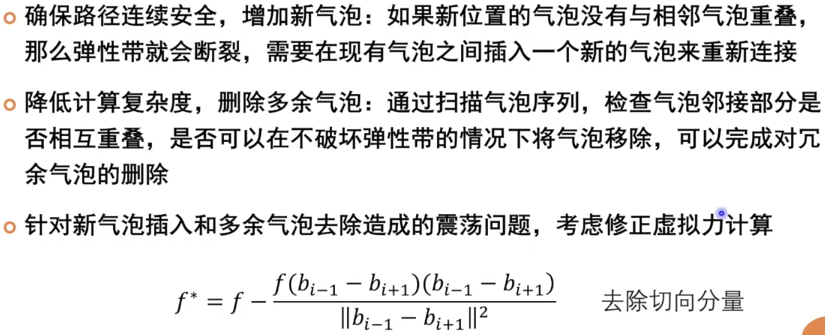 确保路径连续安全，增加新气泡：如果新位置的气泡没有与相邻气泡重叠，
那么弹性带就会断裂，需要在现有气泡之间插入一个新的气泡来重新连接
降低计算复杂度，删除多余气泡：通过扫描气泡序列，检查气泡邻接部分是
否相互重叠，是否可以在不破坏弹性带的情况下将气泡移除，可以完成对冗
余气泡的删除
针对新气泡插入和多余气泡去除造成的震荡问题，考虑修正虚拟力计算
f* = f − f(b_{i−1} − b_{i+1})(b_{i−1} − b_{i+1}) / ‖b_{i−1} − b_{i+1}‖² 去除切向分量